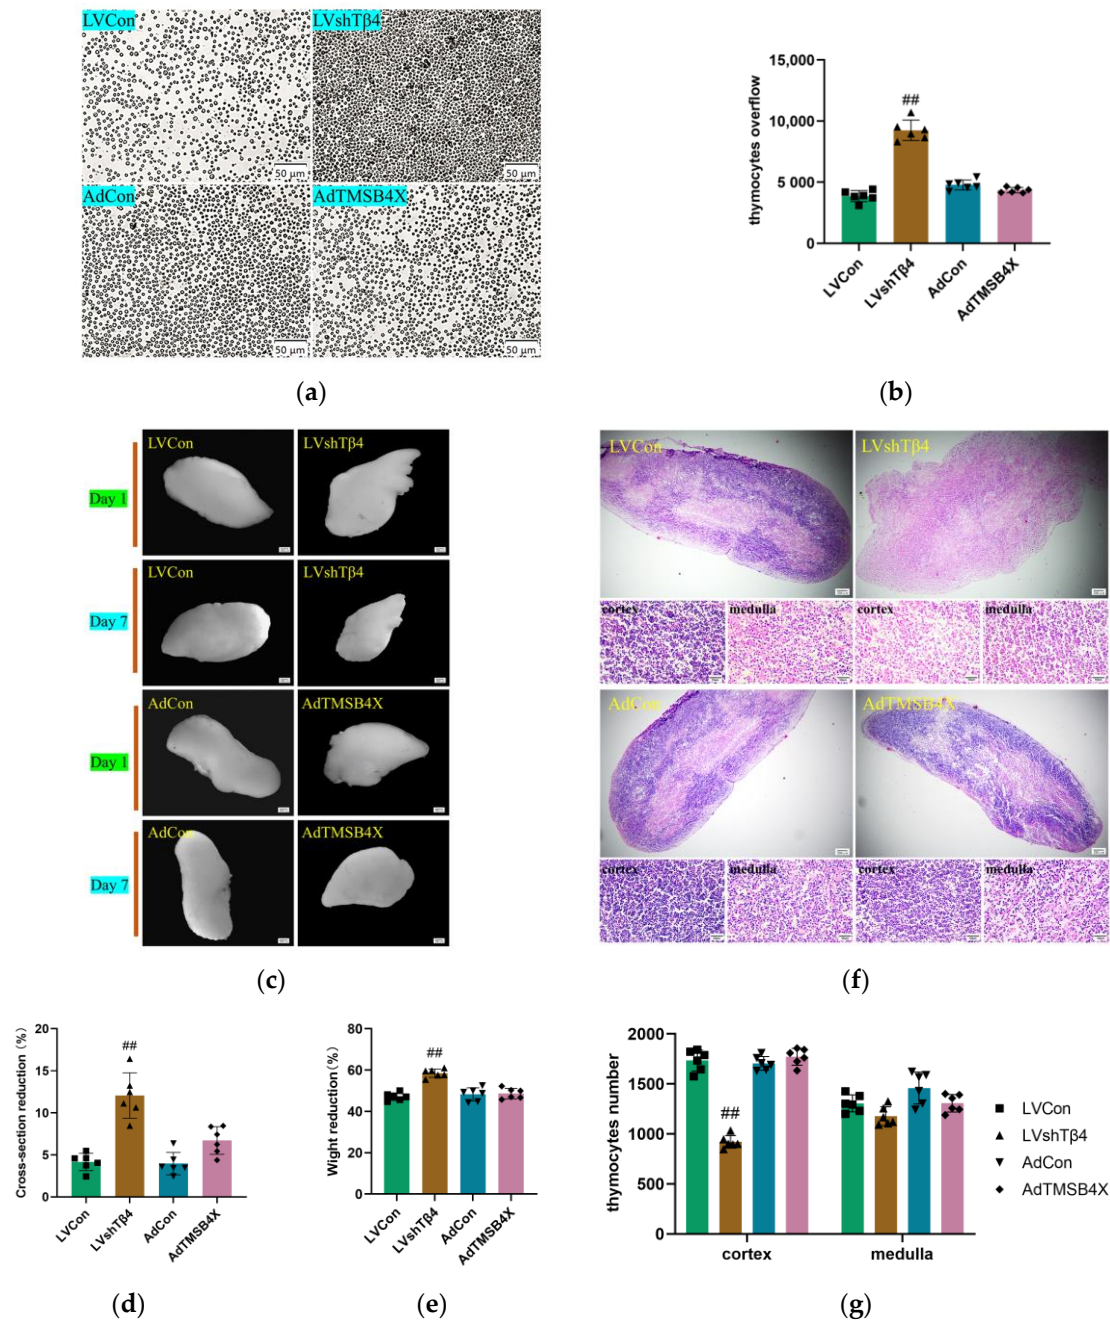 LVCon
LVshTβ4
50 µm
50 µm
AdCon
AdTMSB4X
50 µm
50 µm
(a)
thymocytes overflow
15,000
10,000
5 000
0
##
LVCon
LVshTβ4
AdCon
AdTMSB4X
(b)
Day 1
LVCon
LVshTβ4
Day 7
LVCon
LVshTβ4
Day 1
AdCon
AdTMSB4X
Day 7
AdCon
AdTMSB4X
(c)
LVCon
LVshTβ4
cortex
medulla
cortex
medulla
AdCon
AdTMSB4X
cortex
medulla
cortex
medulla
(f)
Cross-section reduction (%)
20
15
10
5
0
##
LVCon
LVshTβ4
AdCon
AdTMSB4X
(d)
Wight reduction(%)
80
60
40
20
0
##
LVCon
LVshTβ4
AdCon
AdTMSB4X
(e)
thymocytes number
2000
1500
1000
500
0
##
cortex
medulla
LVCon
LVshTβ4
AdCon
AdTMSB4X
(g)